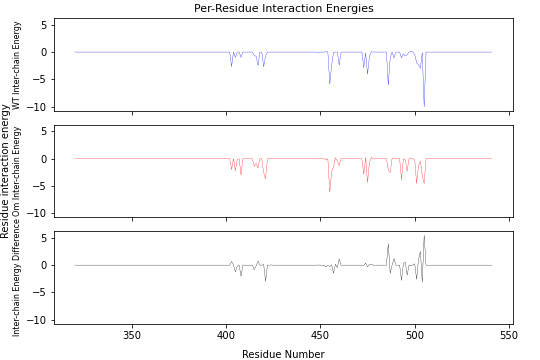 Per-Residue Interaction Energies
Residue interaction energy
WT Inter-chain Energy
5
0
−5
−10
Om Inter-chain Energy
5
0
−5
−10
Inter-chain Energy Difference
5
0
−5
−10
350
400
450
500
550
Residue Number